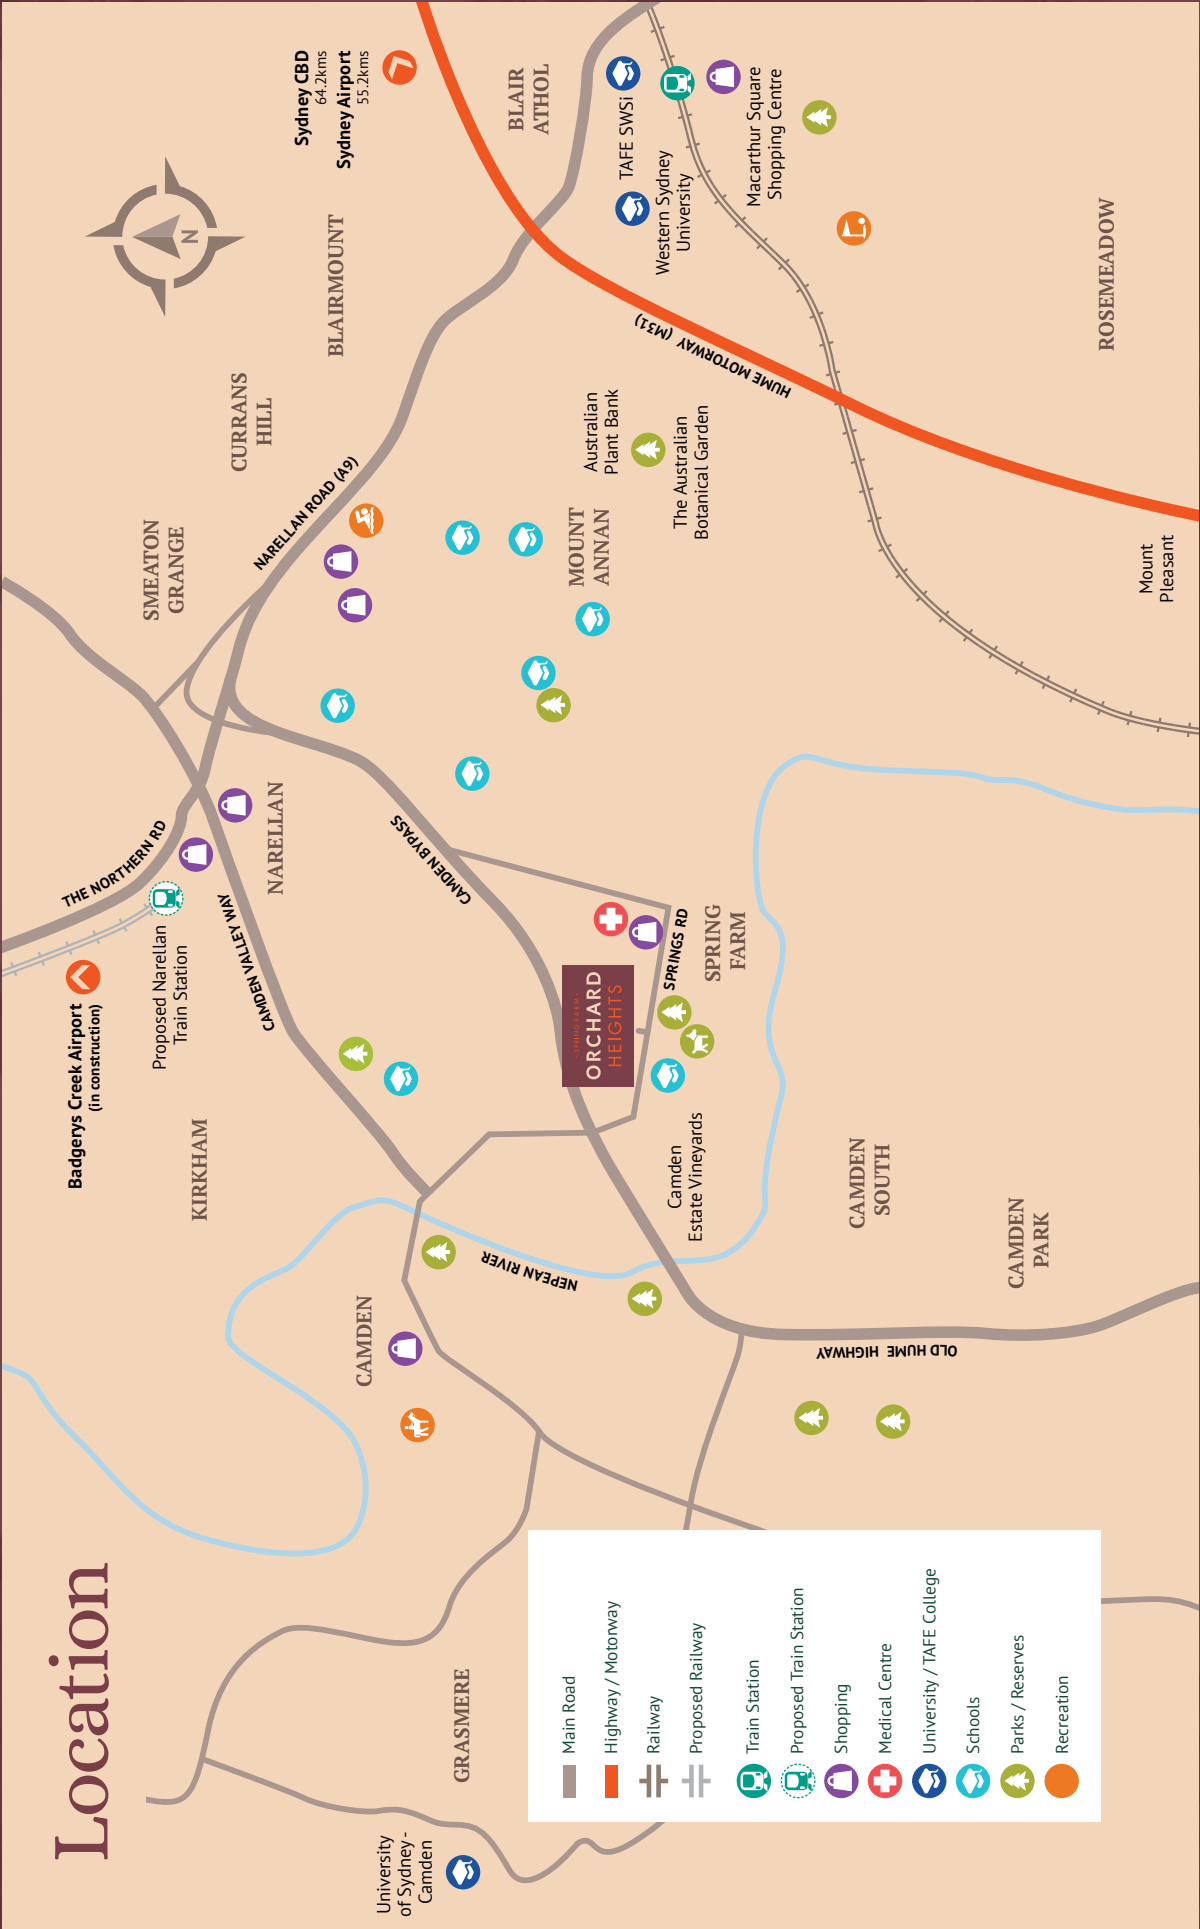 Location
Sydney CBD
64.2kms
Sydney Airport
55.2kms
BLAIR
ATHOL
TAFE SWSi
Western Sydney
University
Macarthur Square
Shopping Centre
N
BLAIRMOUNT
CURRANS
HILL
SMEATON
GRANGE
NARELLAN ROAD (A9)
HUME MOTORWAY (M31)
ROSEMEADOW
Australian
Plant Bank
The Australian
Botanical Garden
MOUNT
ANNAN
Mount
Pleasant
THE NORTHERN RD
NARELLAN
CAMDEN BYPASS
CAMDEN VALLEY WAY
Proposed Narellan
Train Station
Badgerys Creek Airport
(in construction)
SPRINGS RD
SPRING
FARM
- SPRING FARM -
ORCHARD
HEIGHTS
KIRKHAM
Camden
Estate Vineyards
CAMDEN
SOUTH
CAMDEN
PARK
NEPEAN RIVER
CAMDEN
OLD HUME HIGHWAY
GRASMERE
University
of Sydney -
Camden
Main Road
Highway / Motorway
Railway
Proposed Railway
Train Station
Proposed Train Station
Shopping
Medical Centre
University / TAFE College
Schools
Parks / Reserves
Recreation